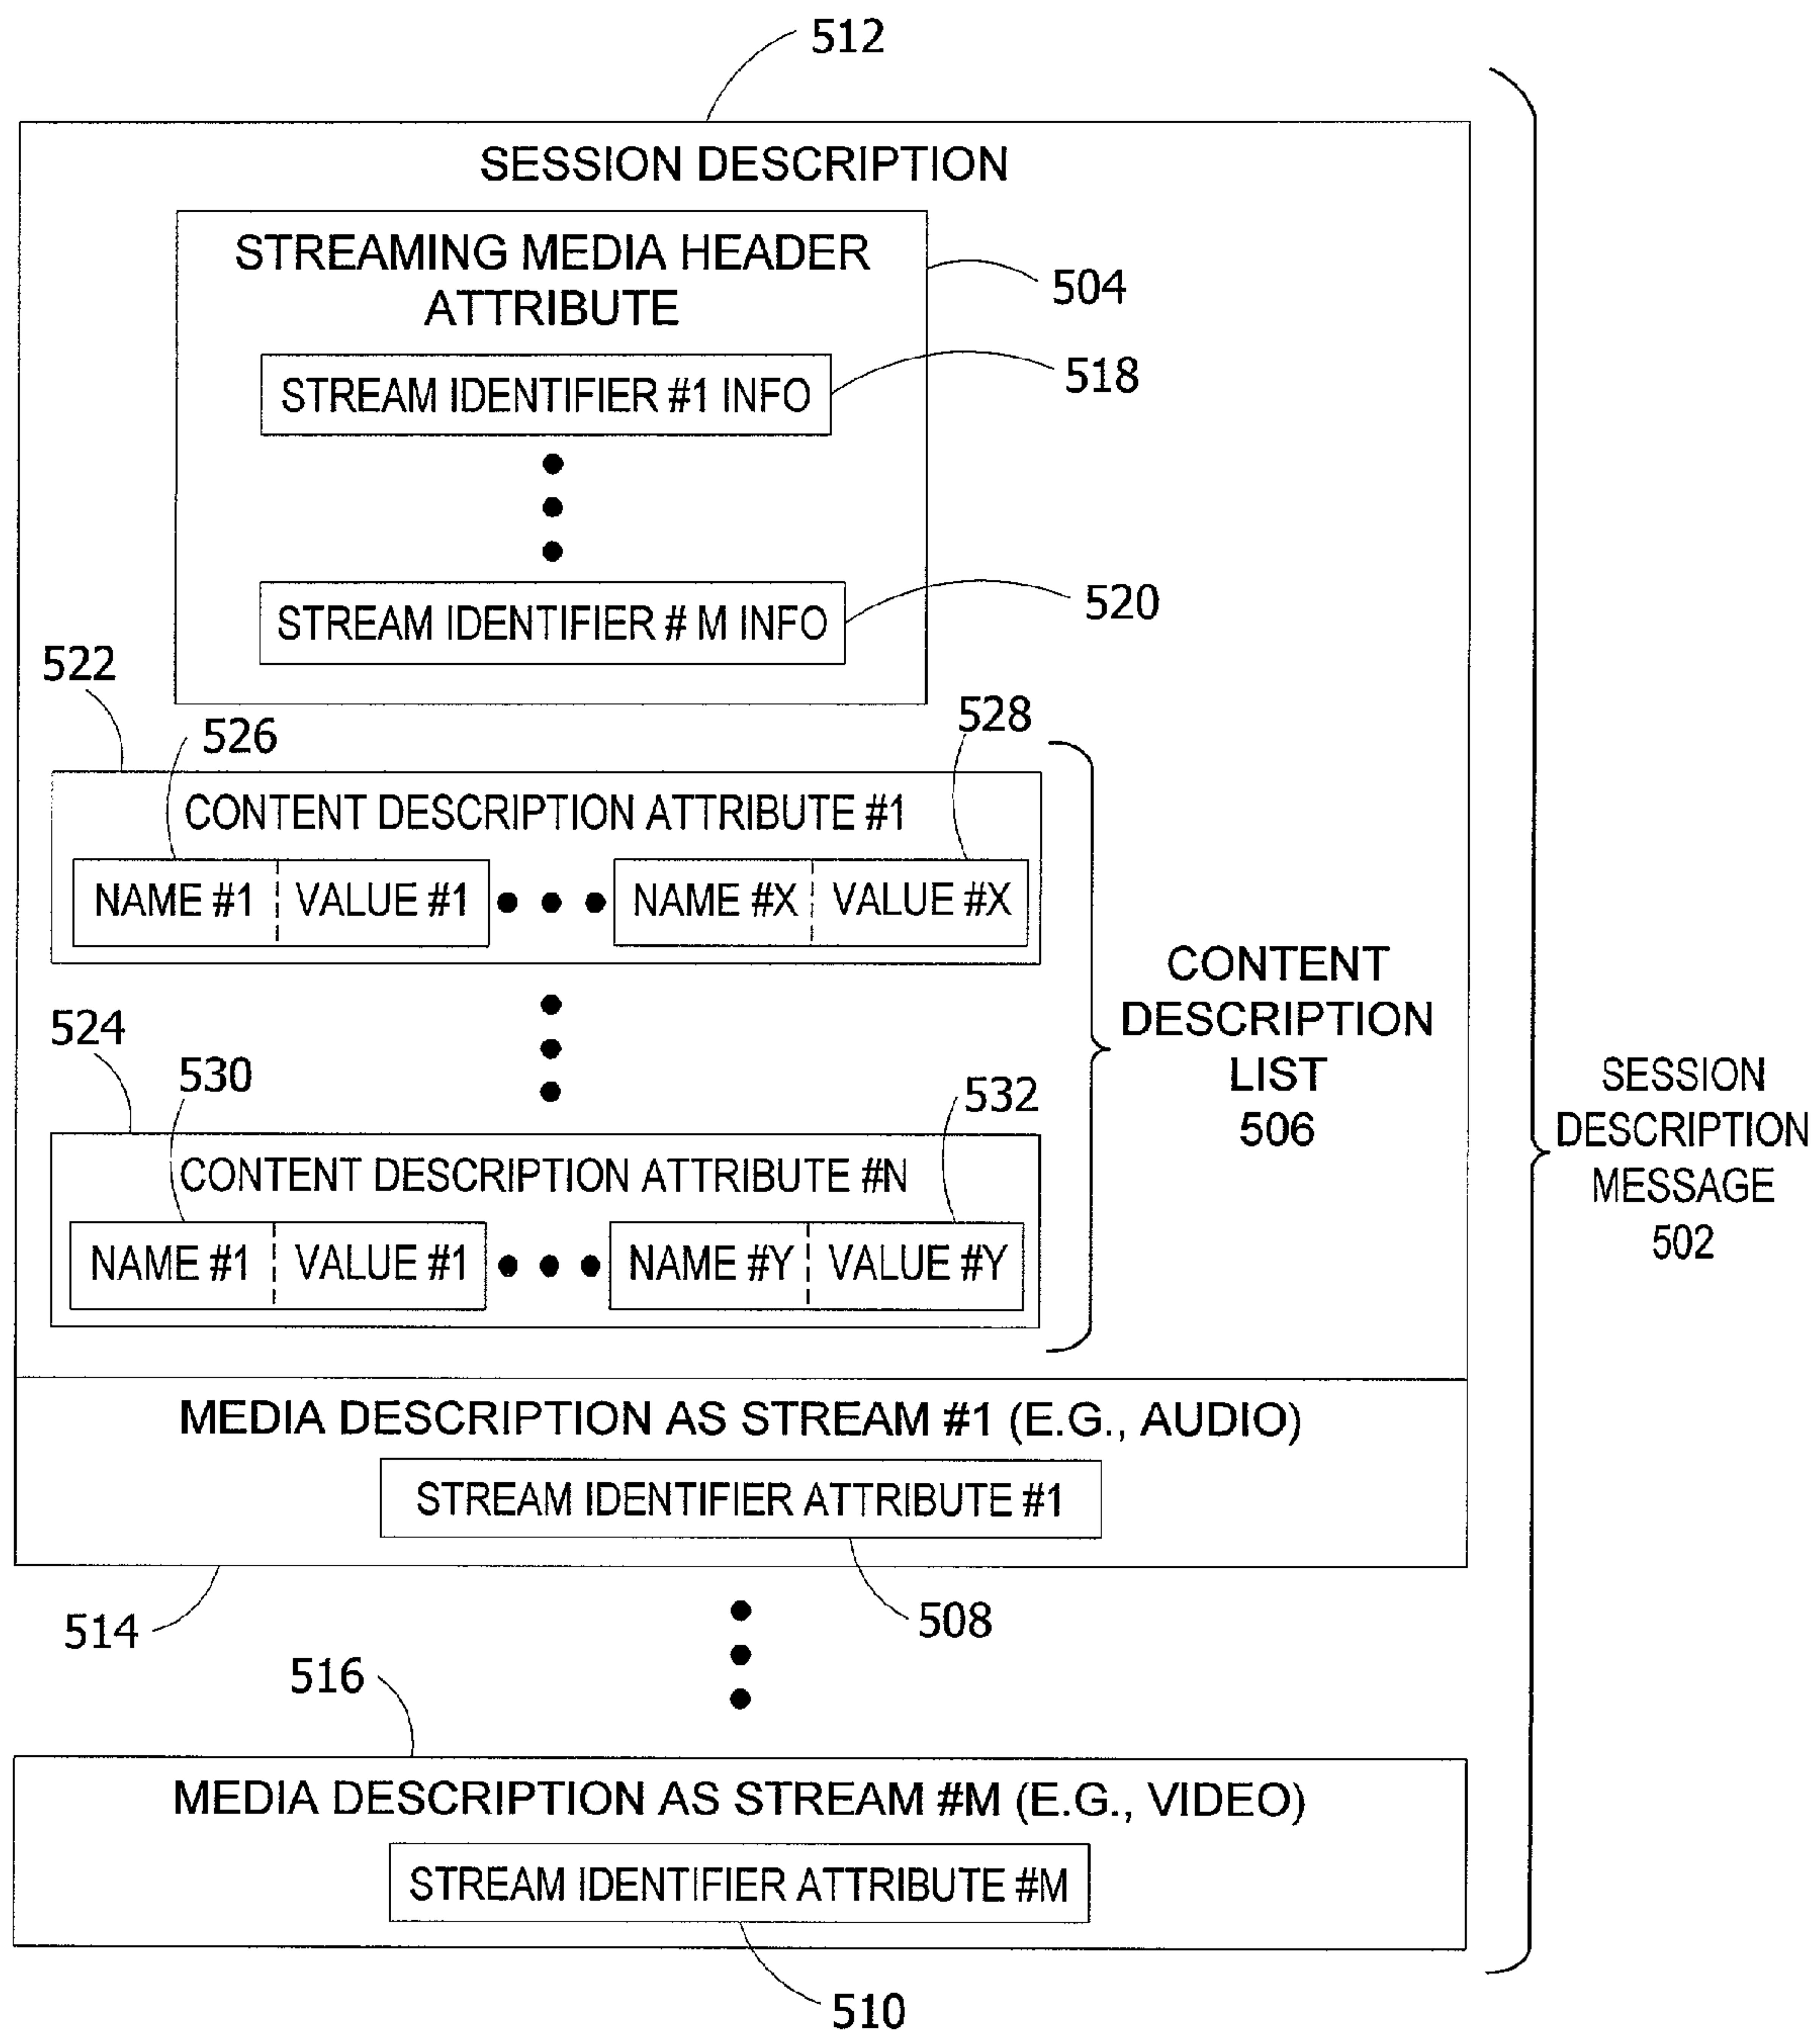 512
SESSION DESCRIPTION
STREAMING MEDIA HEADER
ATTRIBUTE
504
STREAM IDENTIFIER #1 INFO
518
STREAM IDENTIFIER # M INFO
520
522
526
528
CONTENT DESCRIPTION ATTRIBUTE #1
NAME #1 VALUE #1 NAME #X VALUE #X
524
530
532
CONTENT DESCRIPTION ATTRIBUTE #N
NAME #1 VALUE #1 NAME #Y VALUE #Y
CONTENT
DESCRIPTION
LIST
506
SESSION
DESCRIPTION
MESSAGE
502
MEDIA DESCRIPTION AS STREAM #1 (E.G., AUDIO)
STREAM IDENTIFIER ATTRIBUTE #1
514
508
516
MEDIA DESCRIPTION AS STREAM #M (E.G., VIDEO)
STREAM IDENTIFIER ATTRIBUTE #M
510